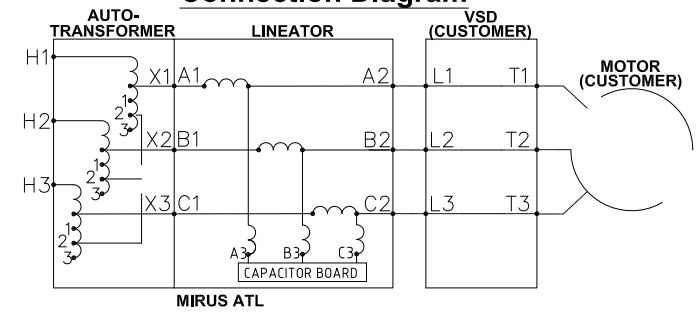 Connection Diagram
AUTO-
TRANSFORMER
LINEATOR
VSD
(CUSTOMER)
MOTOR
(CUSTOMER)
H1
X1 A1
A2
L1
T1
1
2
3
H2
X2 B1
B2
L2
T2
1
2
3
H3
X3 C1
C2
L3
T3
1
2
3
A3
B3
C3
CAPACITOR BOARD
MIRUS ATL